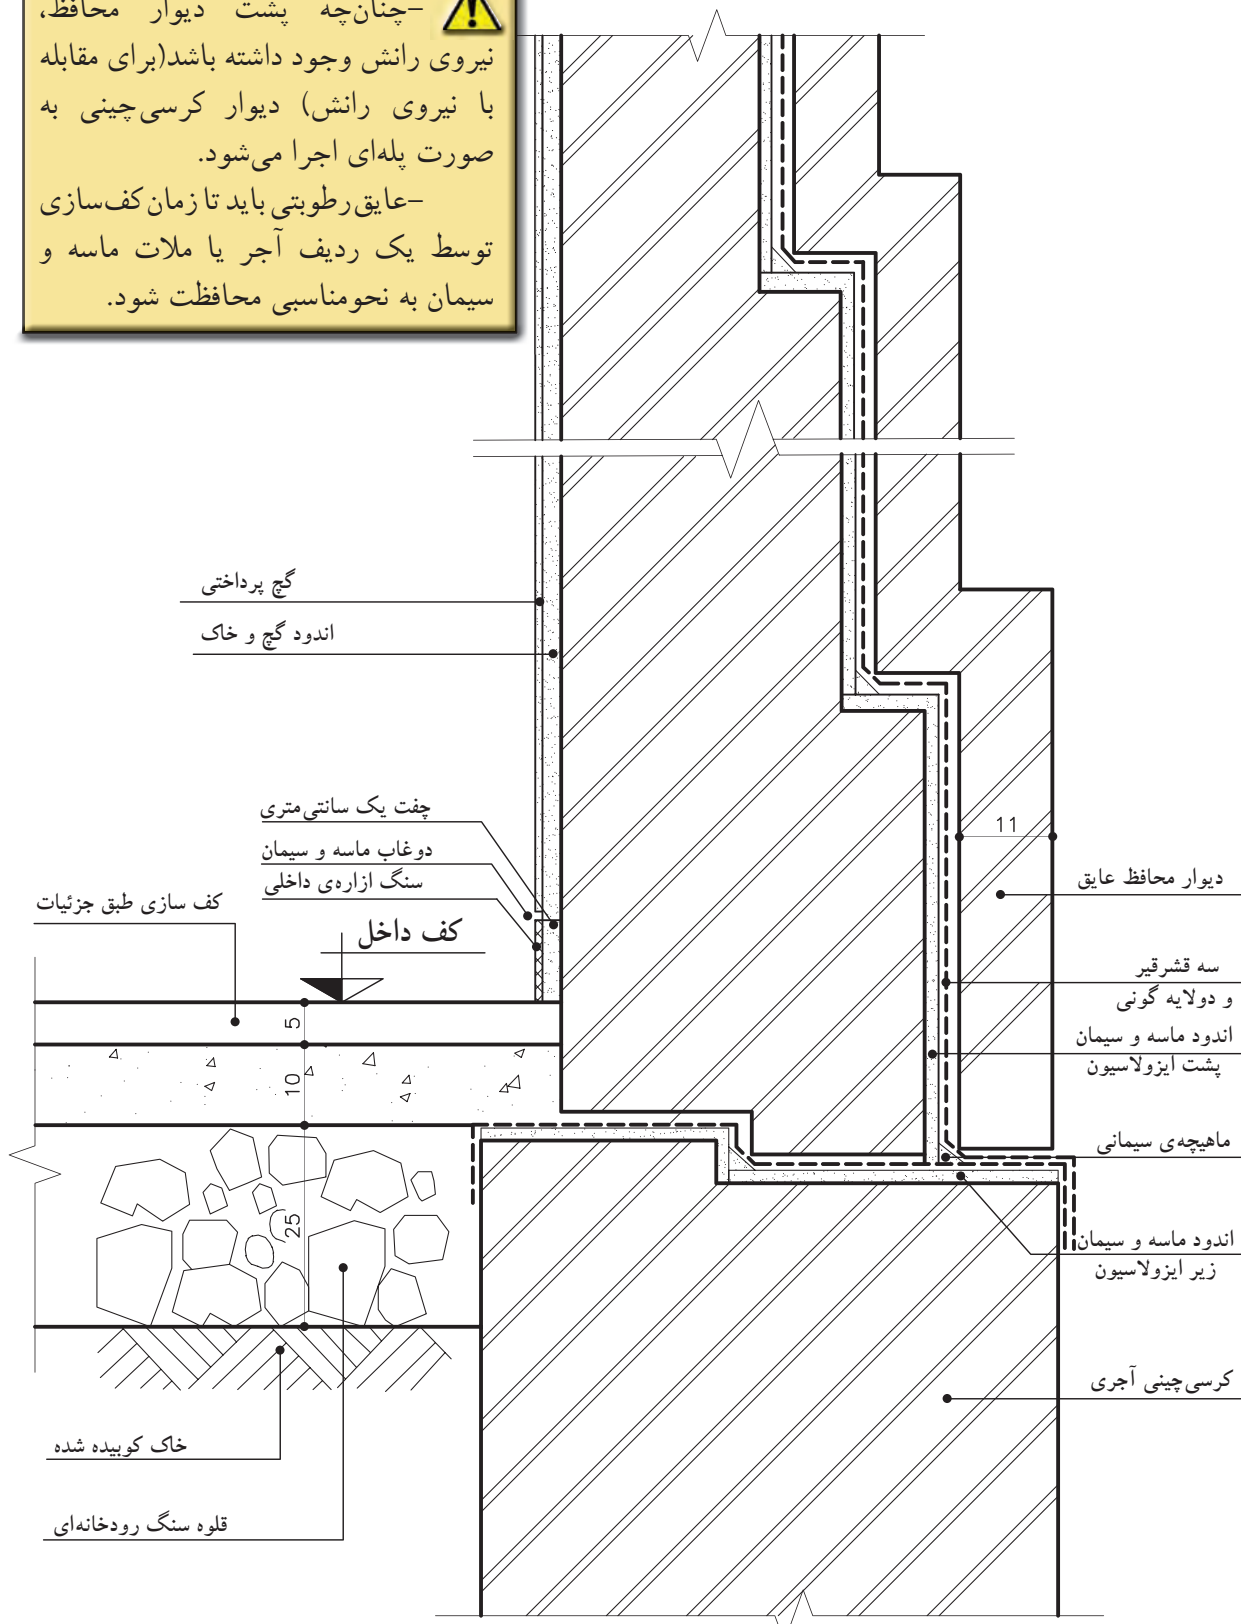 -چنان‌چه پشت دیوار محافظ،
نیروی رانش وجود داشته باشد(برای مقابله
با نیروی رانش) دیوار کرسی‌چینی به
صورت پله‌ای اجرا می‌شود.
-عایق رطوبتی باید تا زمان کف‌سازی
توسط یک ردیف آجر یا ملات ماسه و
سیمان به نحومناسبی محافظت شود.
گچ پرداختی
اندود گچ و خاک
چفت یک سانتی‌متری
دوغاب ماسه و سیمان
سنگ ازاره‌ی داخلی
کف سازی طبق جزئیات
کف داخل
5
10
25
خاک کوبیده شده
قلوه سنگ رودخانه‌ای
11
دیوار محافظ عایق
سه قشرقیر
و دولایه گونی
اندود ماسه و سیمان
پشت ایزولاسیون
ماهیچه‌ی سیمانی
اندود ماسه و سیمان
زیر ایزولاسیون
کرسی‌چینی آجری